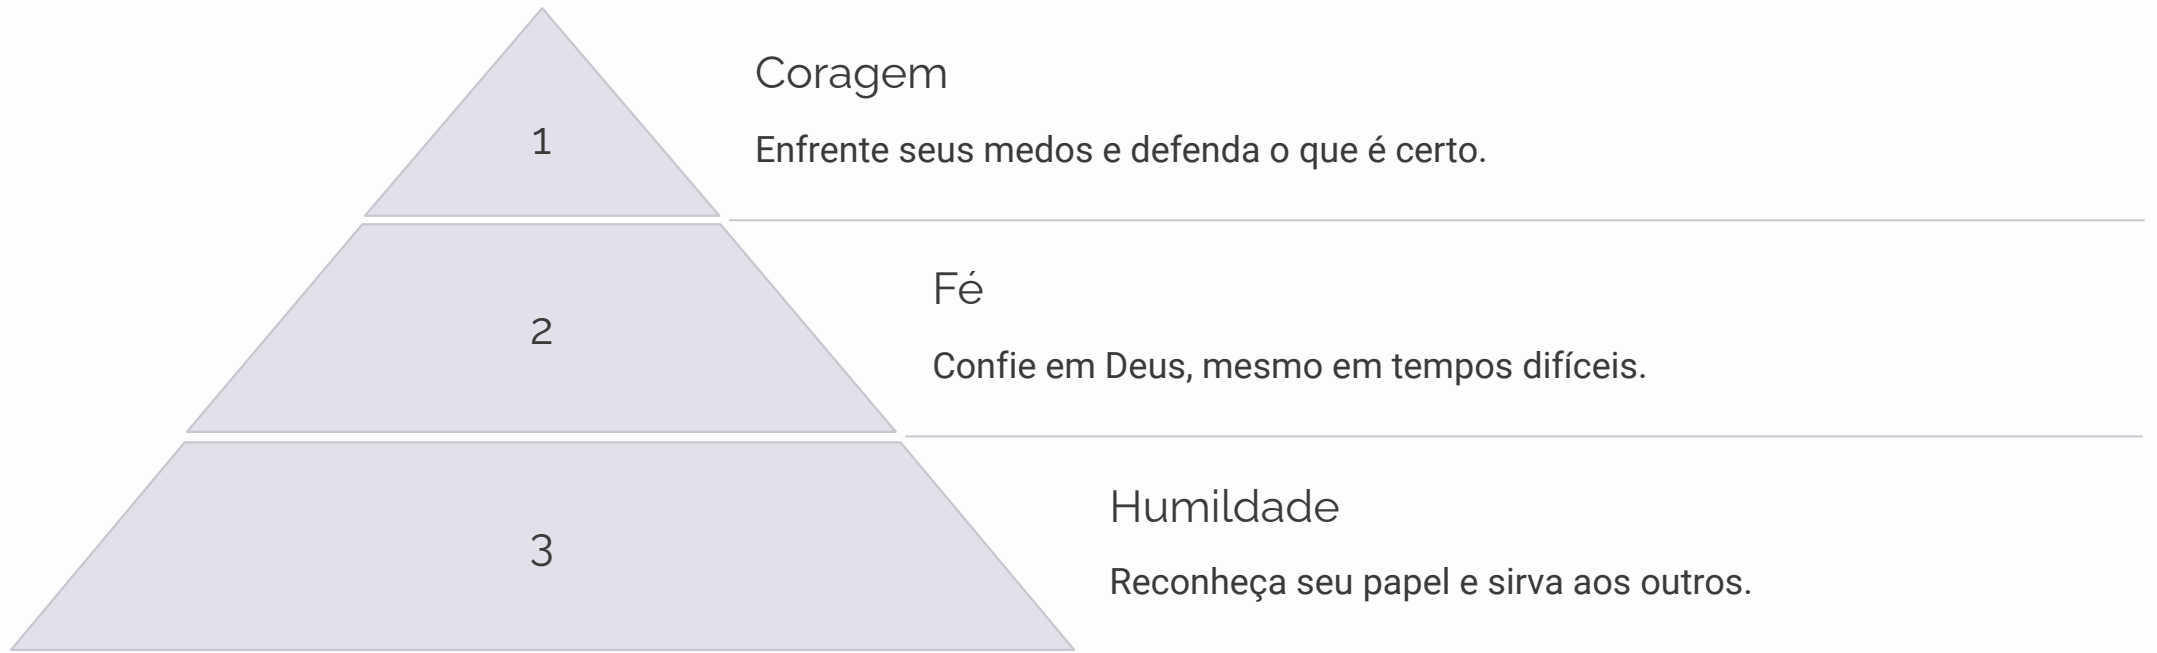 1
Coragem
Enfrente seus medos e defenda o que é certo.
2
Fé
Confie em Deus, mesmo em tempos difíceis.
3
Humildade
Reconheça seu papel e sirva aos outros.